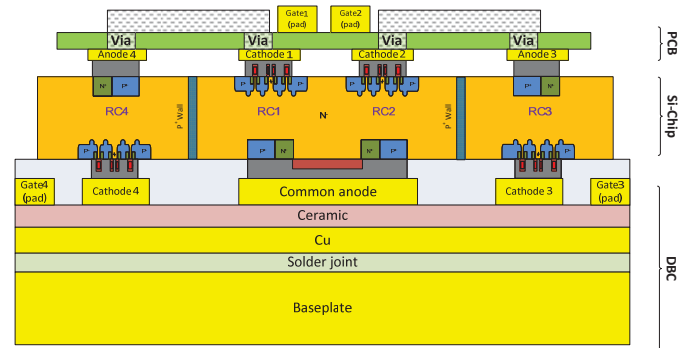 Gate1
(pad)
Gate2
(pad)
Via
Via
Via
Via
PCB
Anode 4
Cathode 1
Cathode 2
Anode 3
N+
P+
P+
P+
P+
P+
N+
P+
RC4
P+ Wall
RC1
N-
RC2
P+ Wall
RC3
Si-Chip
P+
P+
P+
N+
N+
P+
P+
P+
Gate4
(pad)
Cathode 4
Common anode
Cathode 3
Gate3
(pad)
Ceramic
Cu
Solder joint
Baseplate
DBC